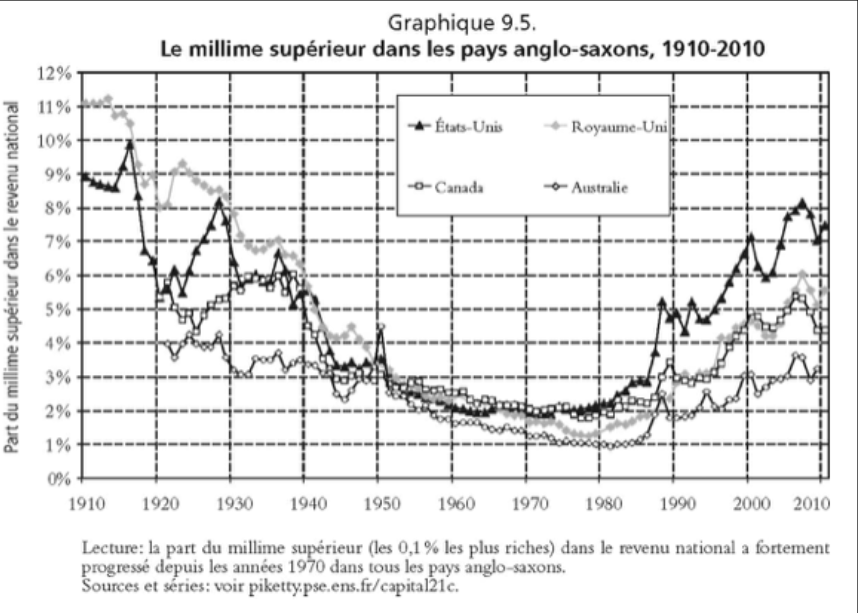 Graphique 9.5.
Le millime supérieur dans les pays anglo-saxons, 1910-2010
Part du millime supérieur dans le revenu national
12%
11%
10%
9%
8%
7%
6%
5%
4%
3%
2%
1%
0%
États-Unis
Royaume-Uni
Canada
Australie
1910
1920
1930
1940
1950
1960
1970
1980
1990
2000
2010
Lecture: la part du millime supérieur (les 0,1% les plus riches) dans le revenu national a fortement
progressé depuis les années 1970 dans tous les pays anglo-saxons.
Sources et séries: voir piketty.pse.ens.fr/capital21c.